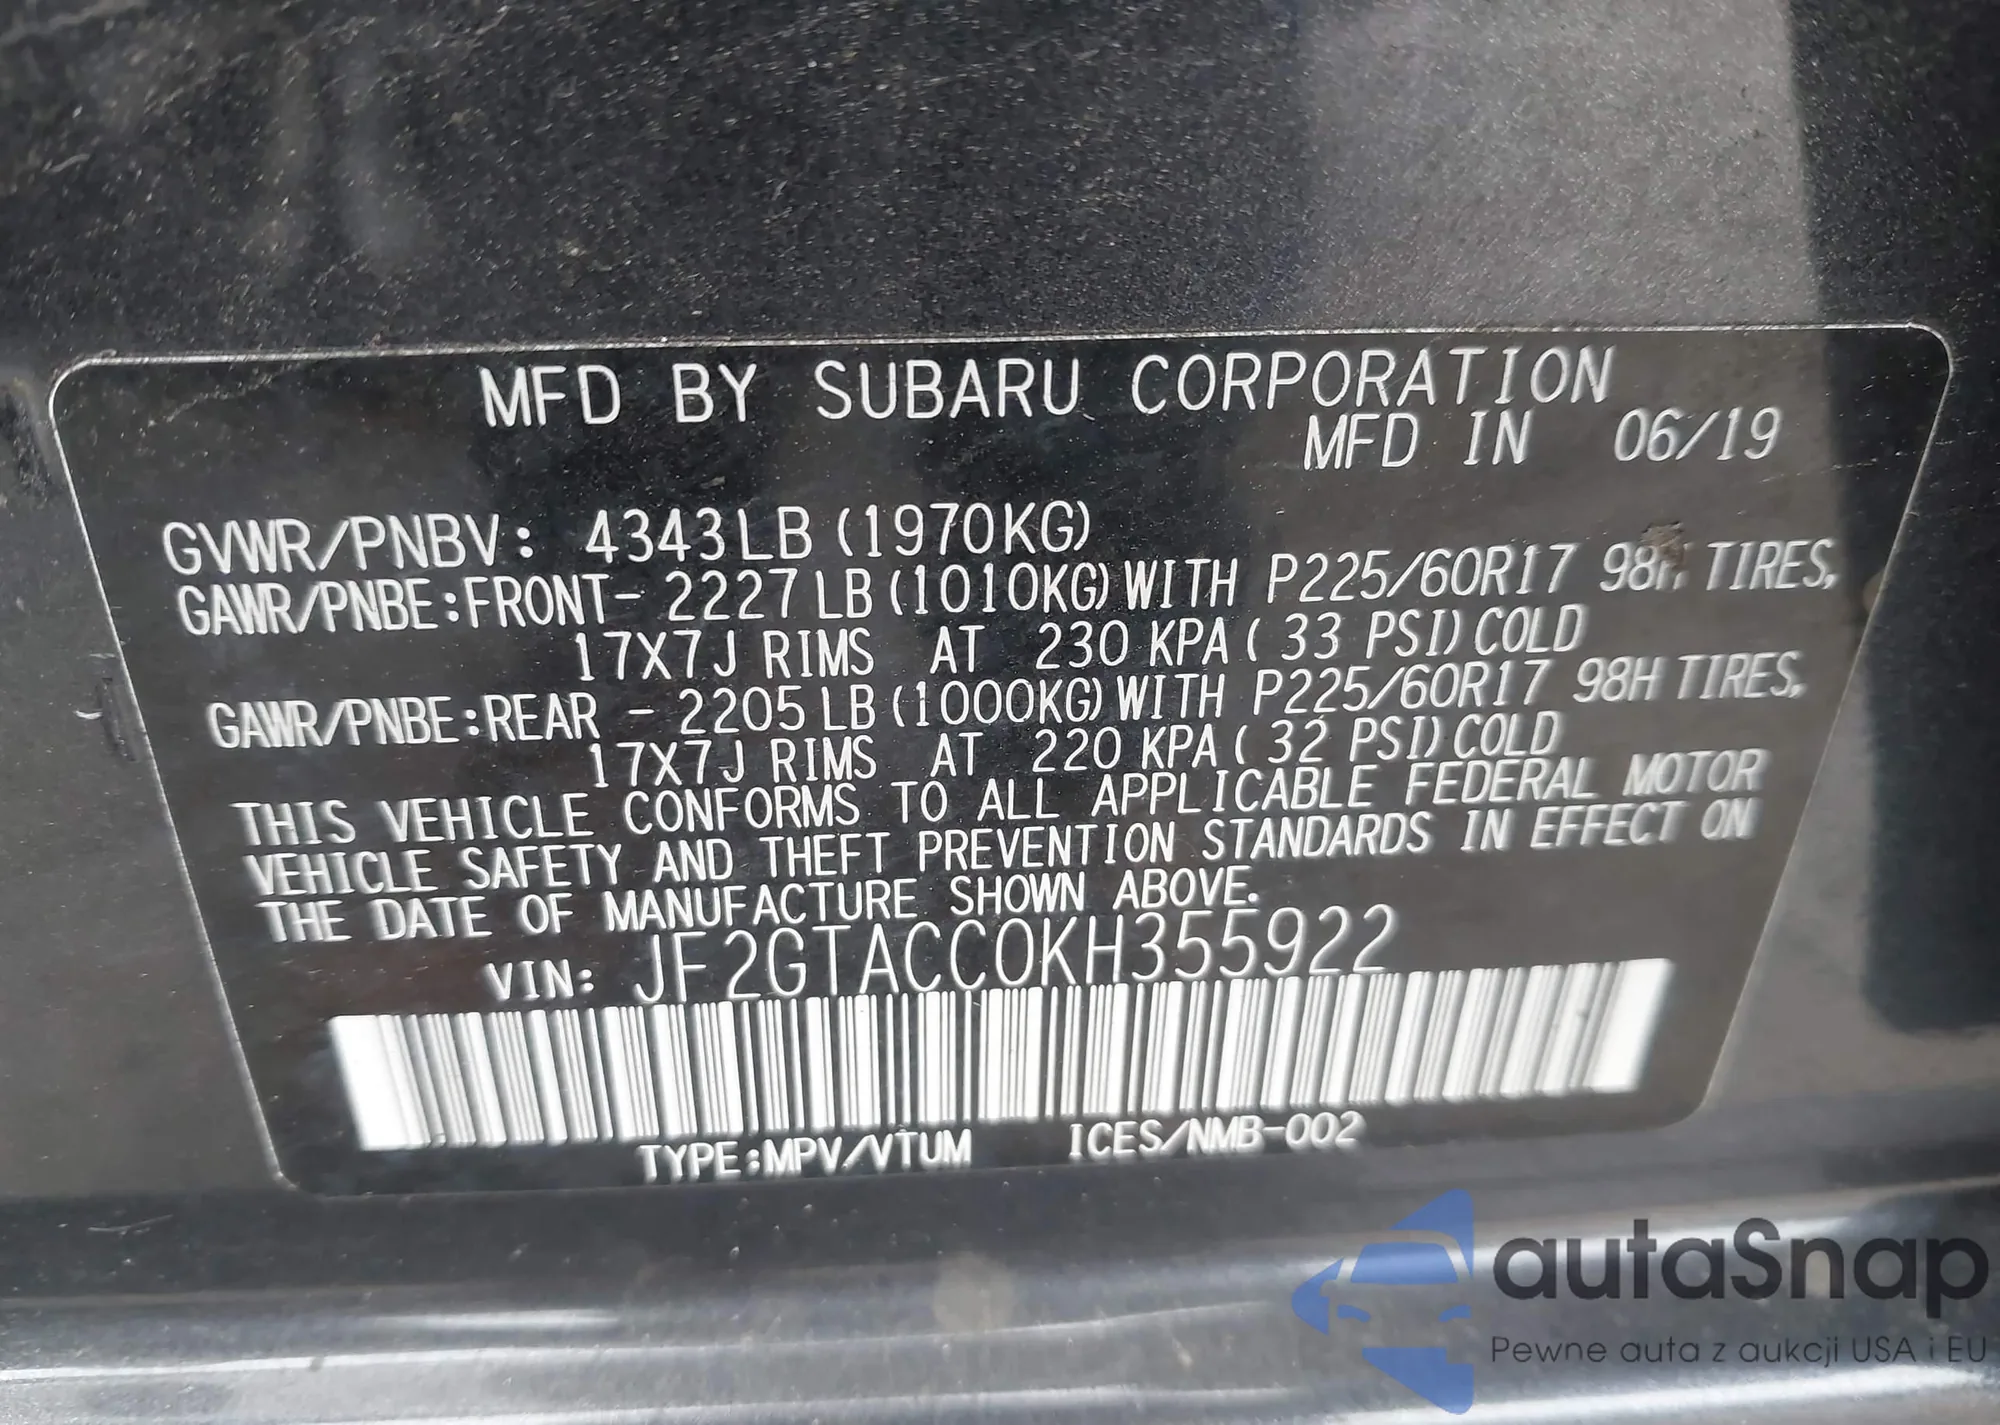 MFD BY SUBARU CORPORATION
MFD IN 06/19
GVWR/PNBV: 4343LB (1970KG)
GAWR/PNBE:FRONT- 2227 LB (1010KG) WITH P225/60R17 98H TIRES,
17X7J RIMS AT 230 KPA ( 33 PSI) COLD
GAWR/PNBE:REAR - 2205 LB (1000KG) WITH P225/60R17 98H TIRES,
17X7J RIMS AT 220 KPA ( 32 PSI) COLD
THIS VEHICLE CONFORMS TO ALL APPLICABLE FEDERAL MOTOR
VEHICLE SAFETY AND THEFT PREVENTION STANDARDS IN EFFECT ON
THE DATE OF MANUFACTURE SHOWN ABOVE.
VIN: JF2GTACC0KH355922
TYPE:MPV/VTUM ICES/NMB-002
autaSnap
Pewne auta z aukcji USA i EU